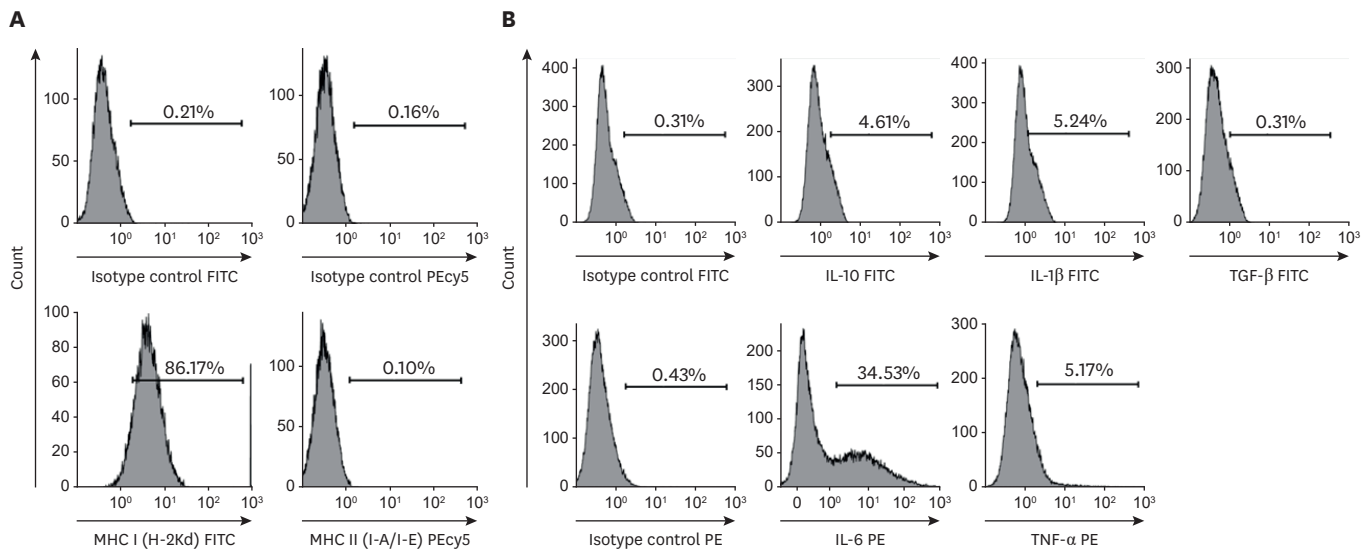 A
Count
100
50
0
0.21%
10⁰ 10¹ 10² 10³
Isotype control FITC
100
50
0
0.16%
10⁰ 10¹ 10² 10³
Isotype control PEcy5
100
80
60
40
20
0
86.17%
10⁰ 10¹ 10² 10³
MHC I (H-2Kd) FITC
100
50
0
0.10%
10⁰ 10¹ 10² 10³
MHC II (I-A/I-E) PEcy5
B
Count
400
300
200
100
0
0.31%
10⁰ 10¹ 10² 10³
Isotype control FITC
300
200
100
0
4.61%
10⁰ 10¹ 10² 10³
IL-10 FITC
400
300
200
100
0
5.24%
10⁰ 10¹ 10² 10³
IL-1β FITC
300
200
100
0
0.31%
10⁰ 10¹ 10² 10³
TGF-β FITC
300
200
100
0
0.43%
10⁰ 10¹ 10² 10³
Isotype control PE
200
150
100
50
0
34.53%
0 10⁰ 10¹ 10² 10³
IL-6 PE
300
200
100
0
5.17%
10⁰ 10¹ 10² 10³
TNF-α PE